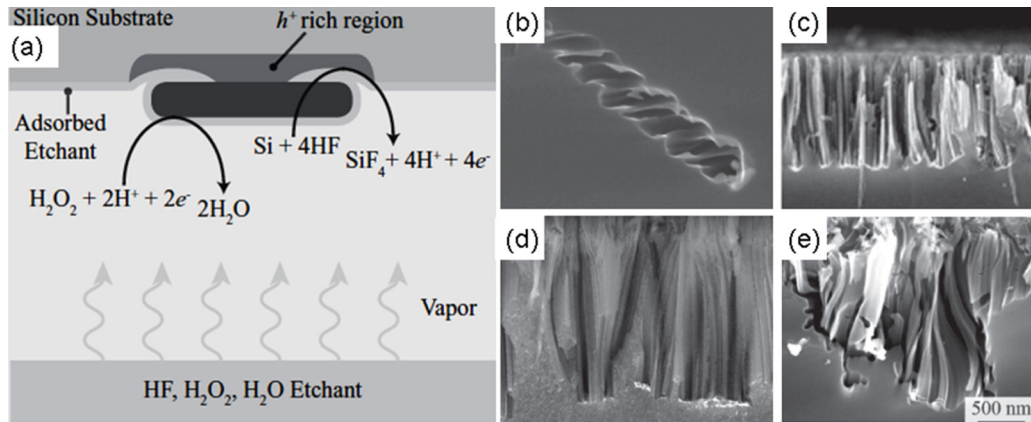 Silicon Substrate
(a)
h⁺ rich region
Adsorbed
Etchant
Si + 4HF
SiF₄ + 4H⁺ + 4e⁻
H₂O₂ + 2H⁺ + 2e⁻
2H₂O
Vapor
HF, H₂O₂, H₂O Etchant
(b)
(c)
(d)
(e)
500 nm